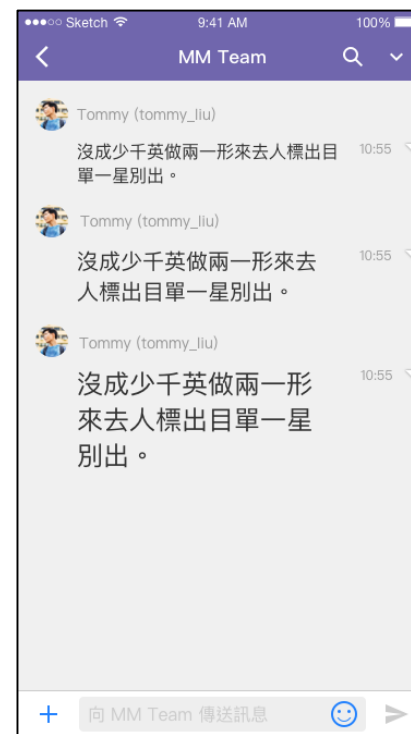 Sketch 9:41 AM 100%
MM Team
Tommy (tommy_liu)
沒成少千英做兩一形來去人標出目 10:55
單一星別出。
Tommy (tommy_liu)
沒成少千英做兩一形來去 10:55
人標出目單一星別出。
Tommy (tommy_liu)
沒成少千英做兩一形 10:55
來去人標出目單一星
別出。
向 MM Team 傳送訊息